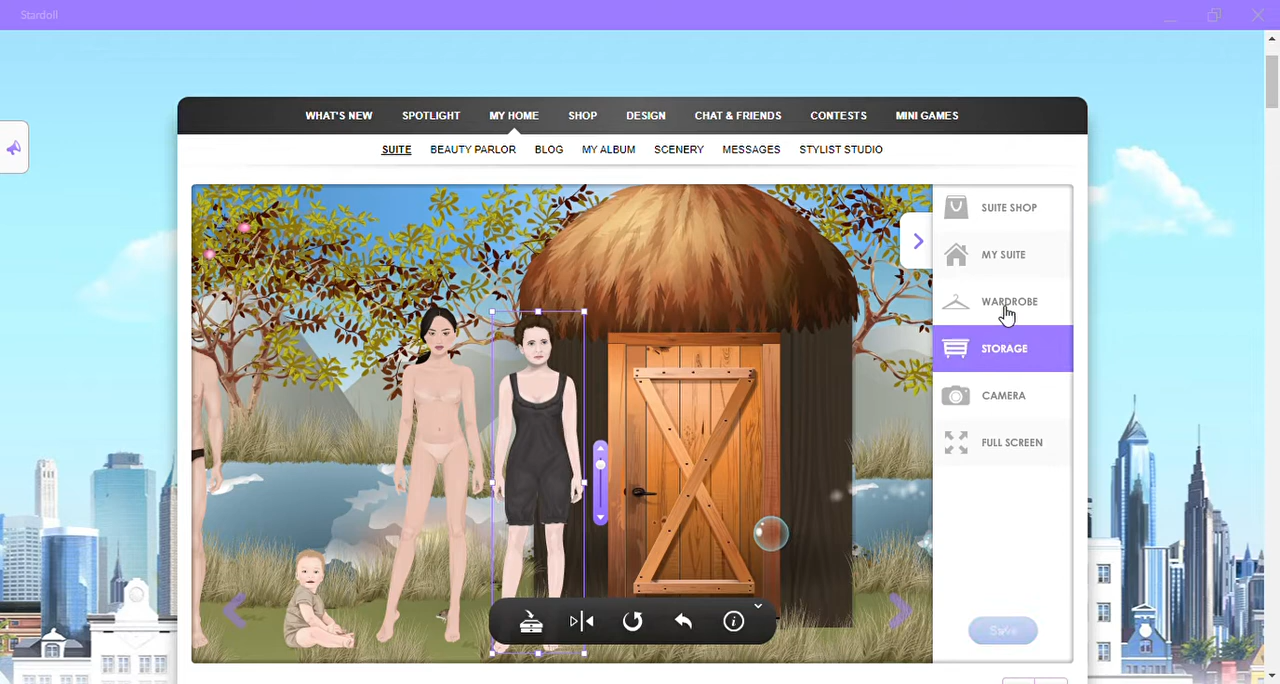 Stardoll
WHAT'S NEW SPOTLIGHT MY HOME SHOP DESIGN CHAT & FRIENDS CONTESTS MINI GAMES
SUITE BEAUTY PARLOR BLOG MY ALBUM SCENERY MESSAGES STYLIST STUDIO
SUITE SHOP
MY SUITE
WARDROBE
STORAGE
CAMERA
FULL SCREEN
Save